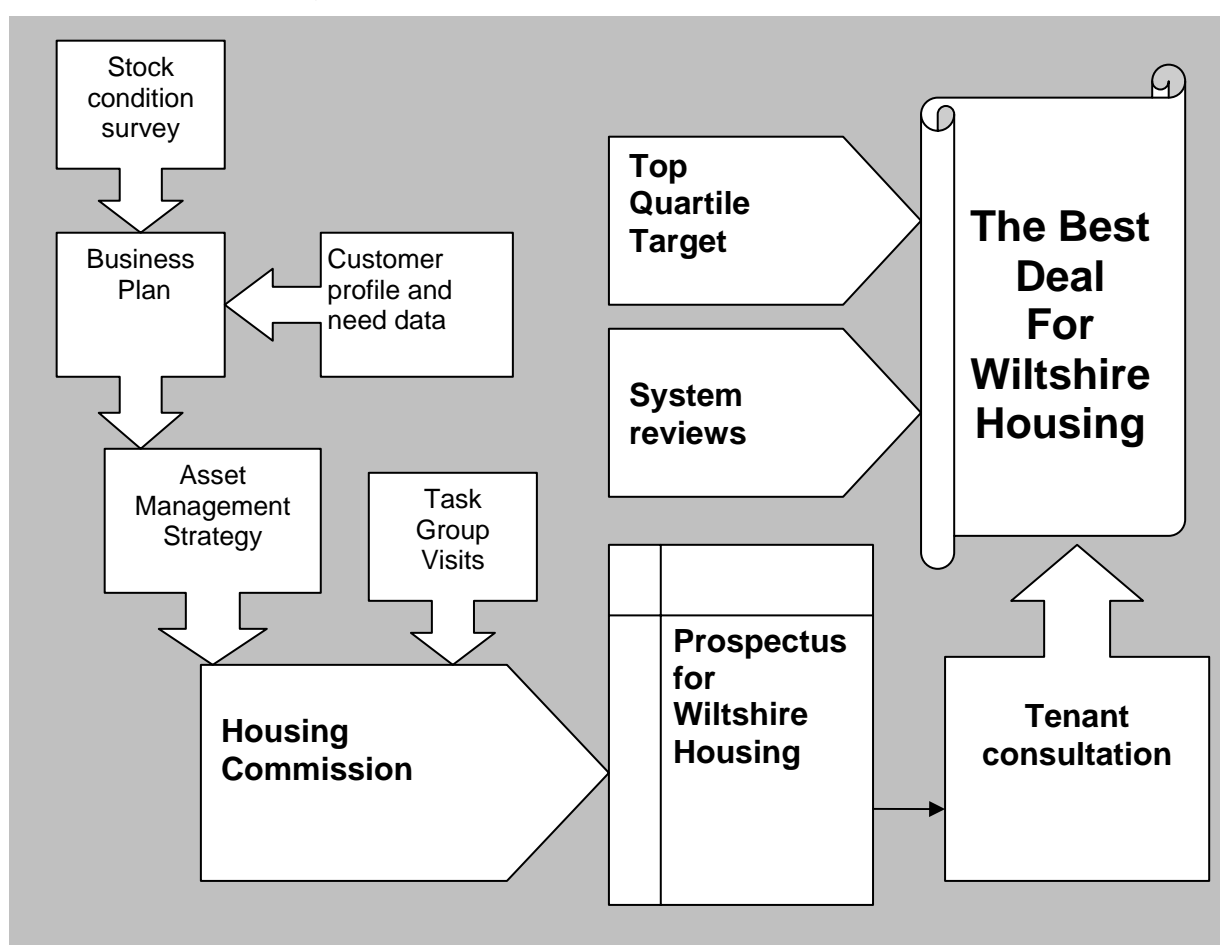 Stock
condition
survey
Business
Plan
Customer
profile and
need data
Asset
Management
Strategy
Task
Group
Visits
Housing
Commission
Top
Quartile
Target
System
reviews
Prospectus
for
Wiltshire
Housing
Tenant
consultation
The Best
Deal
For
Wiltshire
Housing